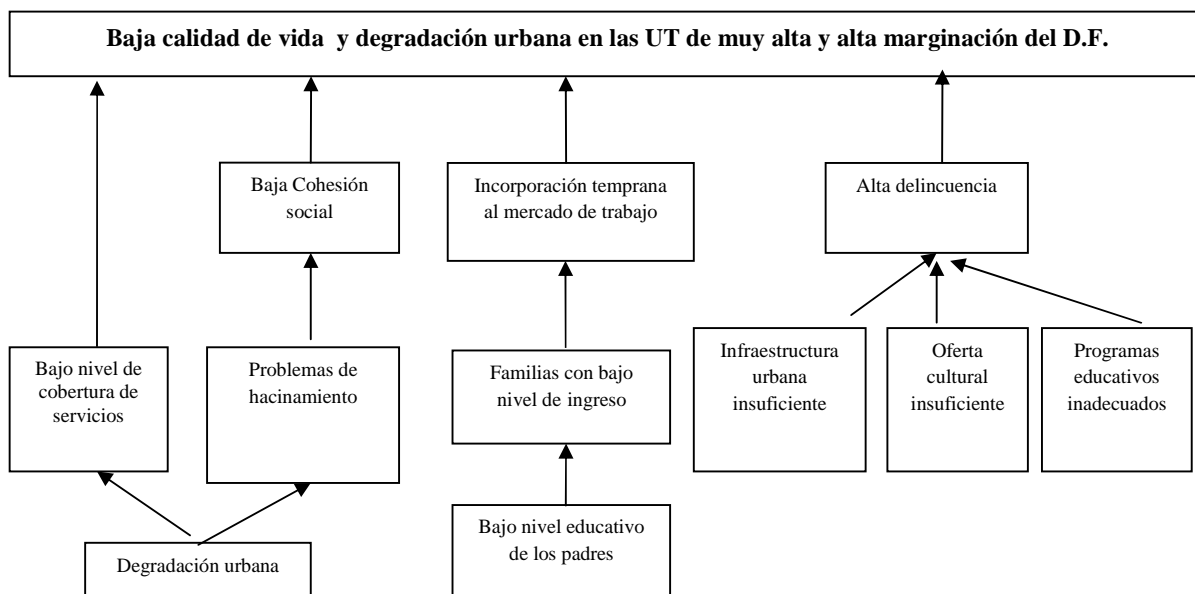 Baja calidad de vida y degradación urbana en las UT de muy alta y alta marginación del D.F.
Baja Cohesión
social
Incorporación temprana
al mercado de trabajo
Alta delincuencia
Bajo nivel de
cobertura de
servicios
Problemas de
hacinamiento
Familias con bajo
nivel de ingreso
Infraestructura
urbana
insuficiente
Oferta
cultural
insuficiente
Programas
educativos
inadecuados
Degradación urbana
Bajo nivel educativo
de los padres